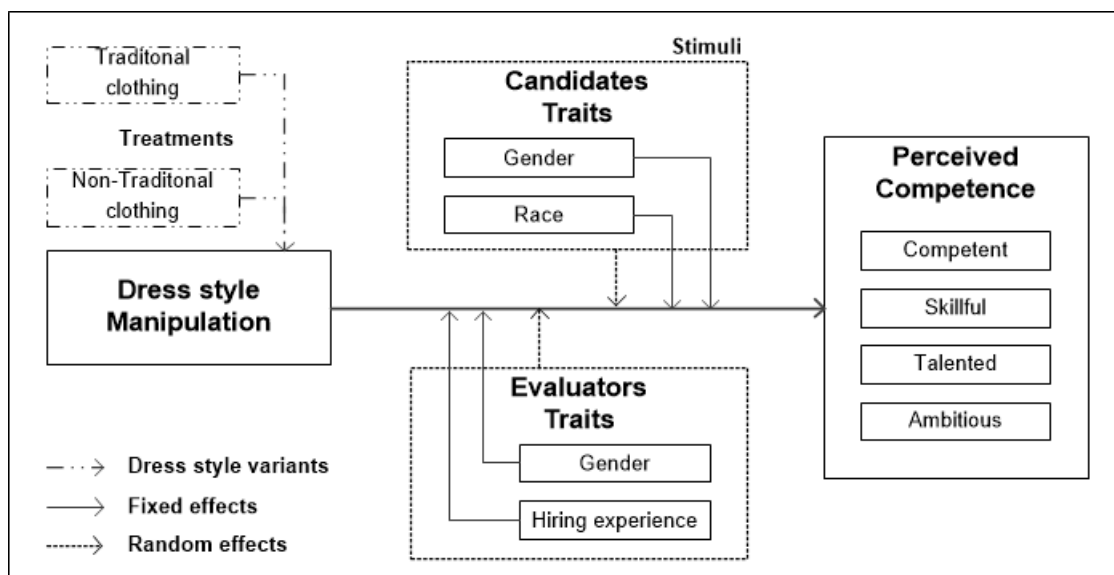 Traditonal
clothing
Treatments
Non-Traditonal
clothing
Dress style
Manipulation
Stimuli
Candidates
Traits
Gender
Race
Evaluators
Traits
Gender
Hiring experience
Perceived
Competence
Competent
Skillful
Talented
Ambitious
Dress style variants
Fixed effects
Random effects